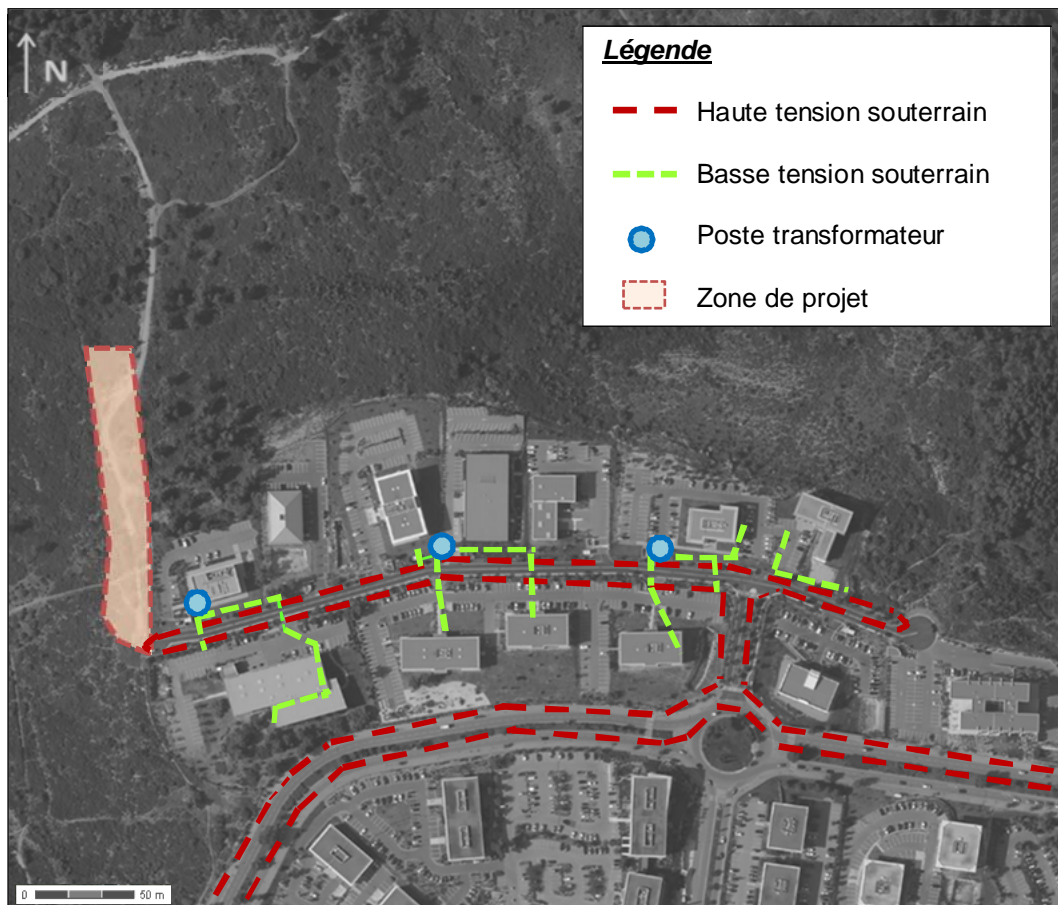 N
Légende
Haute tension souterrain
Basse tension souterrain
Poste transformateur
Zone de projet
0 50 m